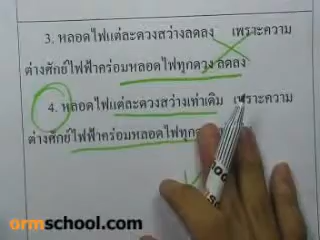 3. หลอดไฟแต่ละดวงสว่างลดลง เพราะความ
ต่างศักย์ไฟฟ้าคร่อมหลอดไฟทุกดวง ลดลง
4. หลอดไฟแต่ละดวงสว่างเท่าเดิม เพราะความ
ต่างศักย์ไฟฟ้าคร่อมหลอดไฟทุก
ormschool.com